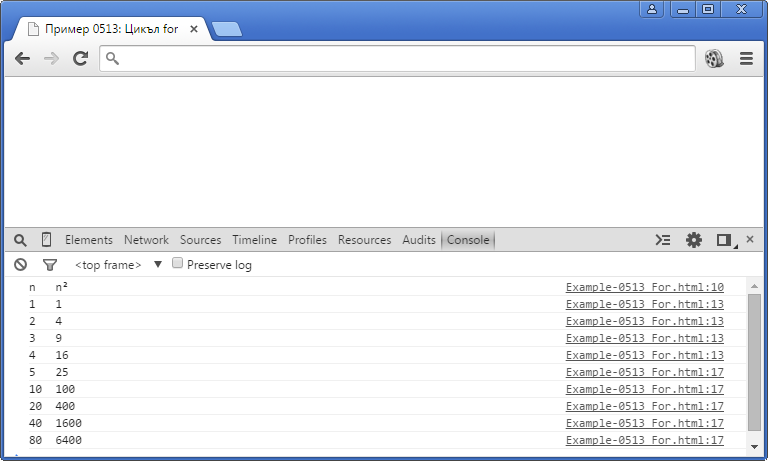 Пример 0513: Цикъл for
Elements Network Sources Timeline Profiles Resources Audits Console
<top frame> Preserve log
n n² Example-0513 For.html:10
1 1 Example-0513 For.html:13
2 4 Example-0513 For.html:13
3 9 Example-0513 For.html:13
4 16 Example-0513 For.html:13
5 25 Example-0513 For.html:17
10 100 Example-0513 For.html:17
20 400 Example-0513 For.html:17
40 1600 Example-0513 For.html:17
80 6400 Example-0513 For.html:17